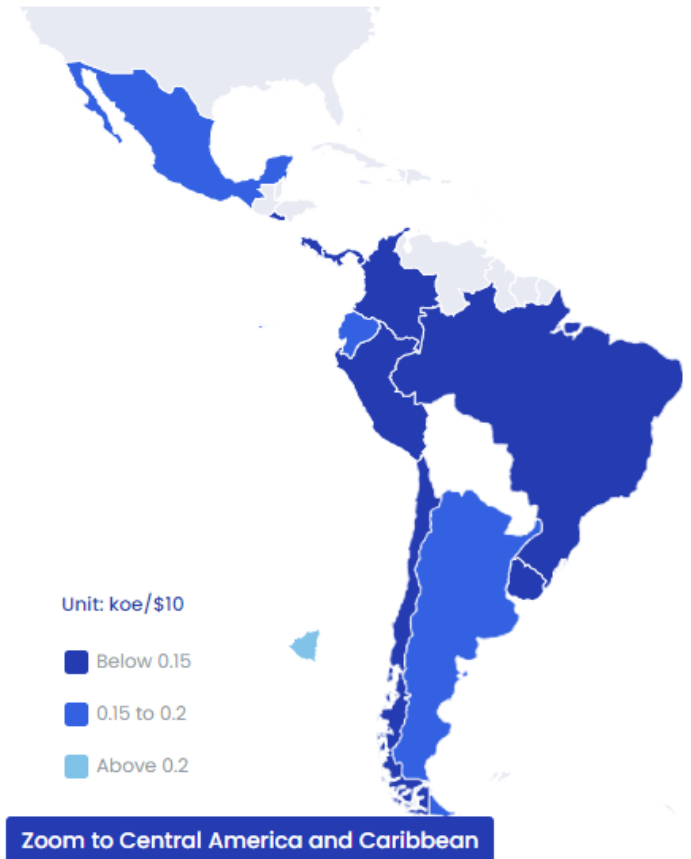 Unit: koe/$10
Below 0.15
0.15 to 0.2
Above 0.2
Zoom to Central America and Caribbean